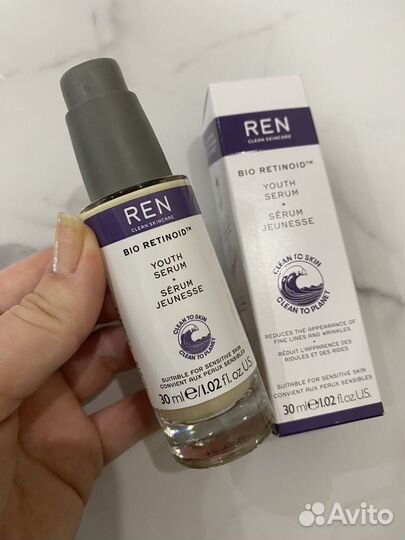 REN
CLEAN SKINCARE
BIO RETINOID™
YOUTH
SERUM
•
SÉRUM
JEUNESSE
CLEAN TO SKIN
CLEAN TO PLANET
SUITABLE FOR SENSITIVE SKIN
CONVIENT AUX PEAUX SENSIBLES
30 ml e/1.02 fl. oz U.S.
REN
CLEAN SKINCARE
BIO RETINOID™
YOUTH
SERUM
•
SÉRUM
JEUNESSE
CLEAN TO SKIN
CLEAN TO PLANET
REDUCES THE APPEARANCE OF
FINE LINES AND WRINKLES
•
RÉDUIT L'APPARENCE DES
RIDULES ET DES RIDES
SUITABLE FOR SENSITIVE SKIN
CONVIENT AUX PEAUX SENSIBLES
30 ml e/1.02 fl.oz.U.S.
Avito